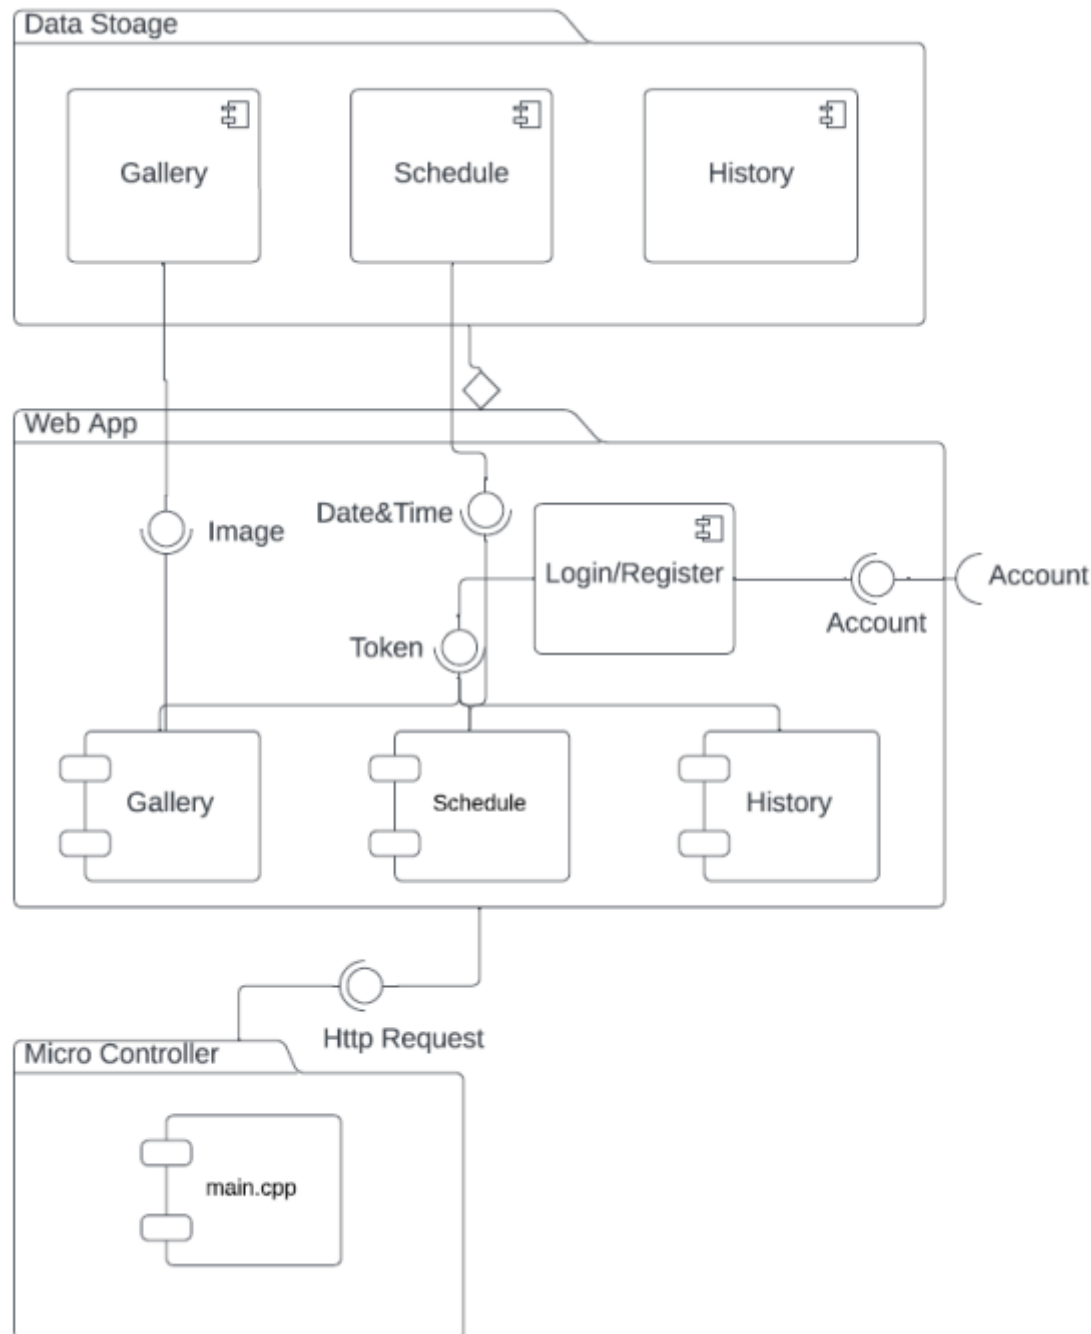 Data Stoage
Gallery
Schedule
History
Web App
Date&Time
Image
Login/Register
Account
Account
Token
Gallery
Schedule
History
Http Request
Micro Controller
main.cpp